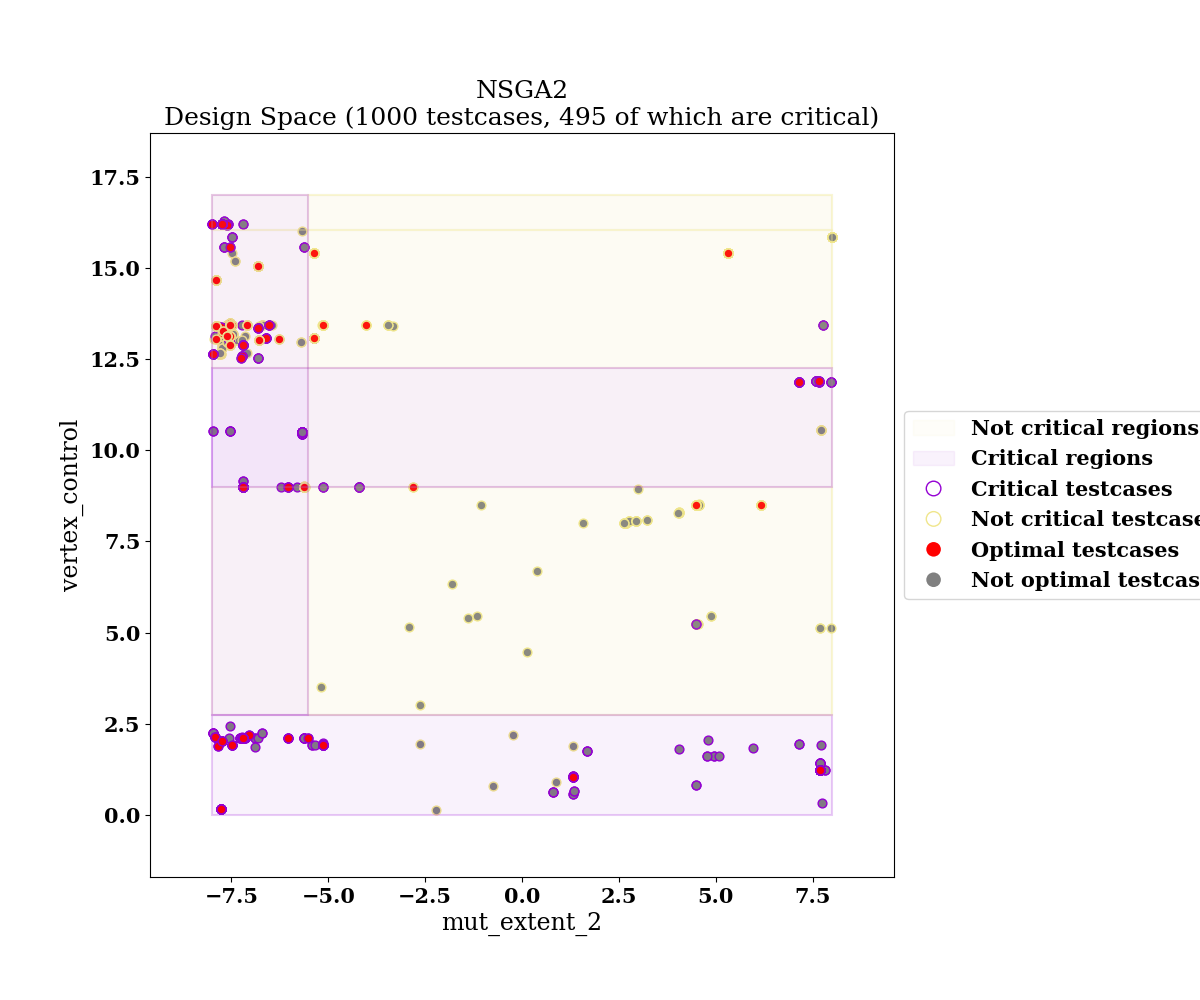 NSGA2
Design Space (1000 testcases, 495 of which are critical)
17.5
15.0
12.5
10.0
7.5
5.0
2.5
0.0
vertex_control
−7.5
−5.0
−2.5
0.0
2.5
5.0
7.5
mut_extent_2
Not critical regions
Critical regions
Critical testcases
Not critical testcase
Optimal testcases
Not optimal testcas